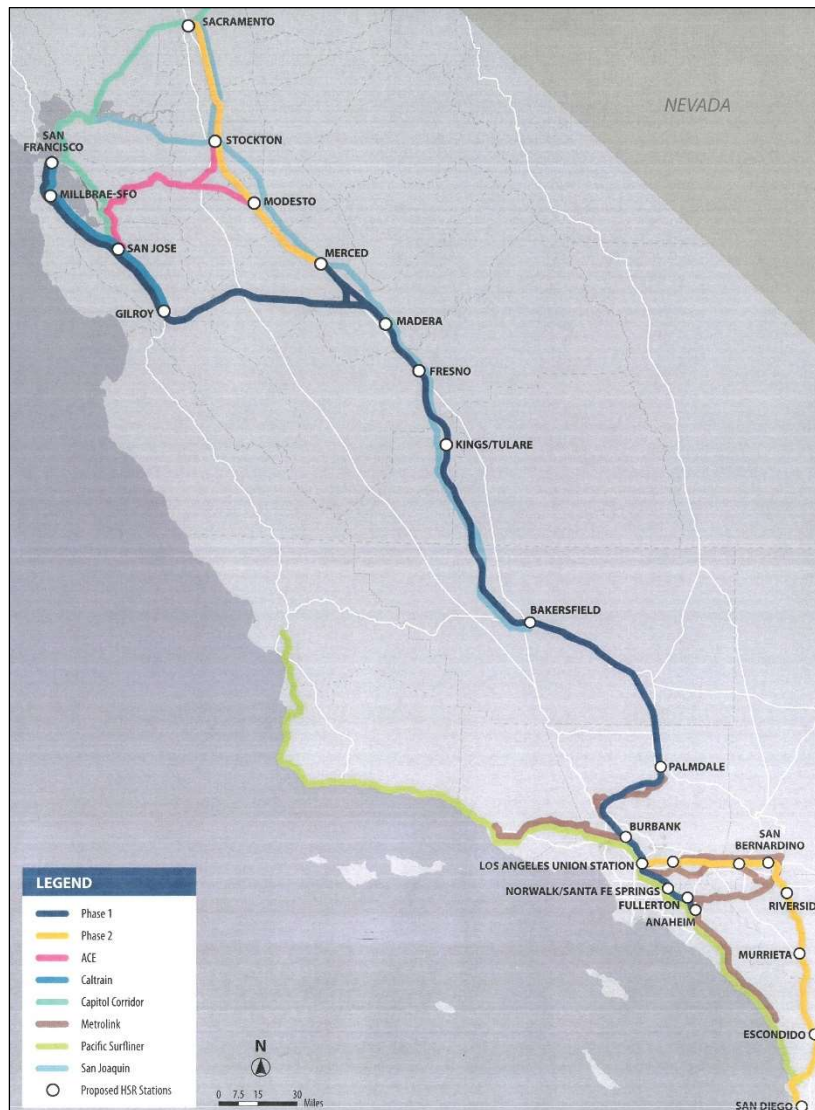 SACRAMENTO
NEVADA
STOCKTON
SAN
FRANCISCO
MILLBRAE-SFO
MODESTO
SAN JOSE
MERCED
GILROY
MADERA
FRESNO
KINGS/TULARE
BAKERSFIELD
PALMDALE
BURBANK
SAN
BERNARDINO
LOS ANGELES UNION STATION
NORWALK/SANTA FE SPRINGS
FULLERTON
RIVERSID
ANAHEIM
MURRIETA
ESCONDIDO
SAN DIEGO
LEGEND
Phase 1
Phase 2
ACE
Caltrain
Capitol Corridor
Metrolink
Pacific Surfliner
San Joaquin
Proposed HSR Stations
N
0 7.5 15 30
Miles